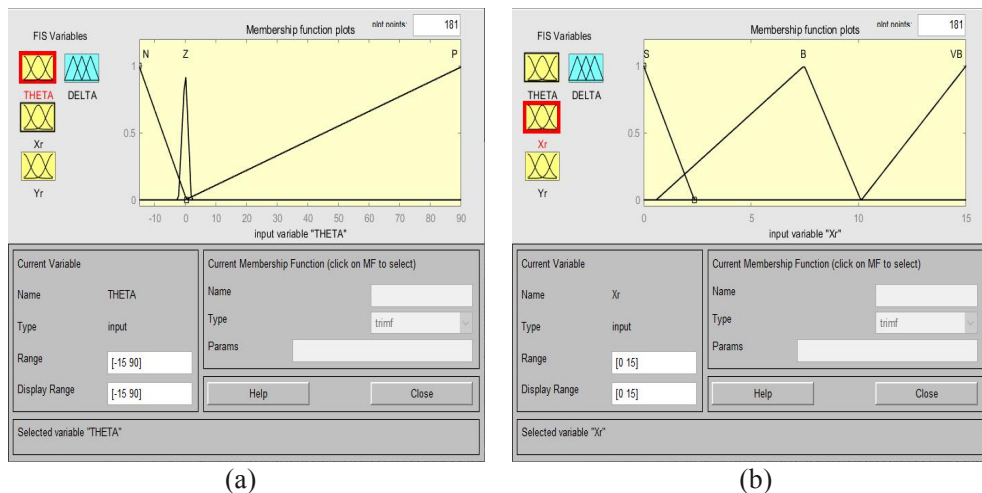 FIS Variables
Membership function plots
plot points:
181
N
Z
P
THETA
DELTA
Xr
Yr
1
0.5
0
-10
0
10
20
30
40
50
60
70
80
90
input variable "THETA"
Current Variable
Name
THETA
Type
input
Range
[-15 90]
Display Range
[-15 90]
Current Membership Function (click on MF to select)
Name
Type
trimf
Params
Help
Close
Selected variable "THETA"
(a)
FIS Variables
Membership function plots
plot points:
181
S
B
VB
THETA
DELTA
Xr
Yr
1
0.5
0
0
5
10
15
input variable "Xr"
Current Variable
Name
Xr
Type
input
Range
[0 15]
Display Range
[0 15]
Current Membership Function (click on MF to select)
Name
Type
trimf
Params
Help
Close
Selected variable "Xr"
(b)